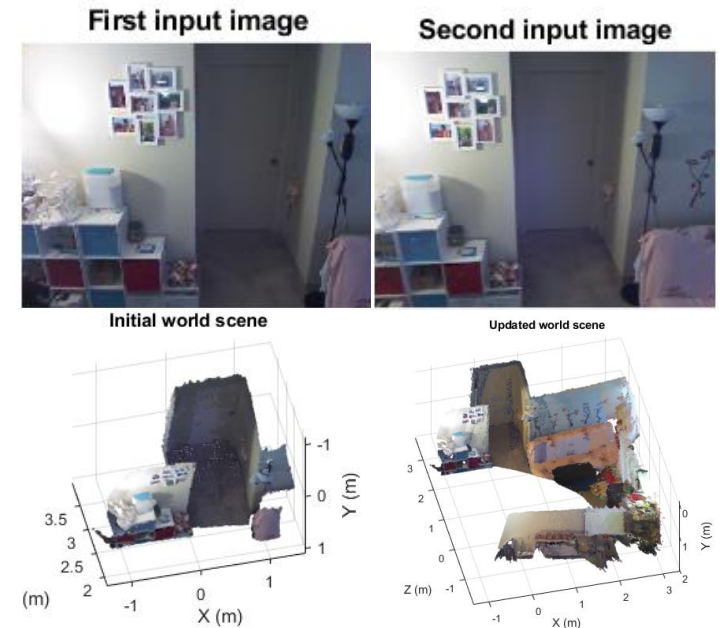 First input image
Second input image
Initial world scene
3.5
3
2.5
2
(m)
-1
0
1
X (m)
-1
0
1
Y (m)
Updated world scene
3
2
1
0
-1
Z (m)
-1
0
1
2
3
X (m)
0
1
2
Y (m)